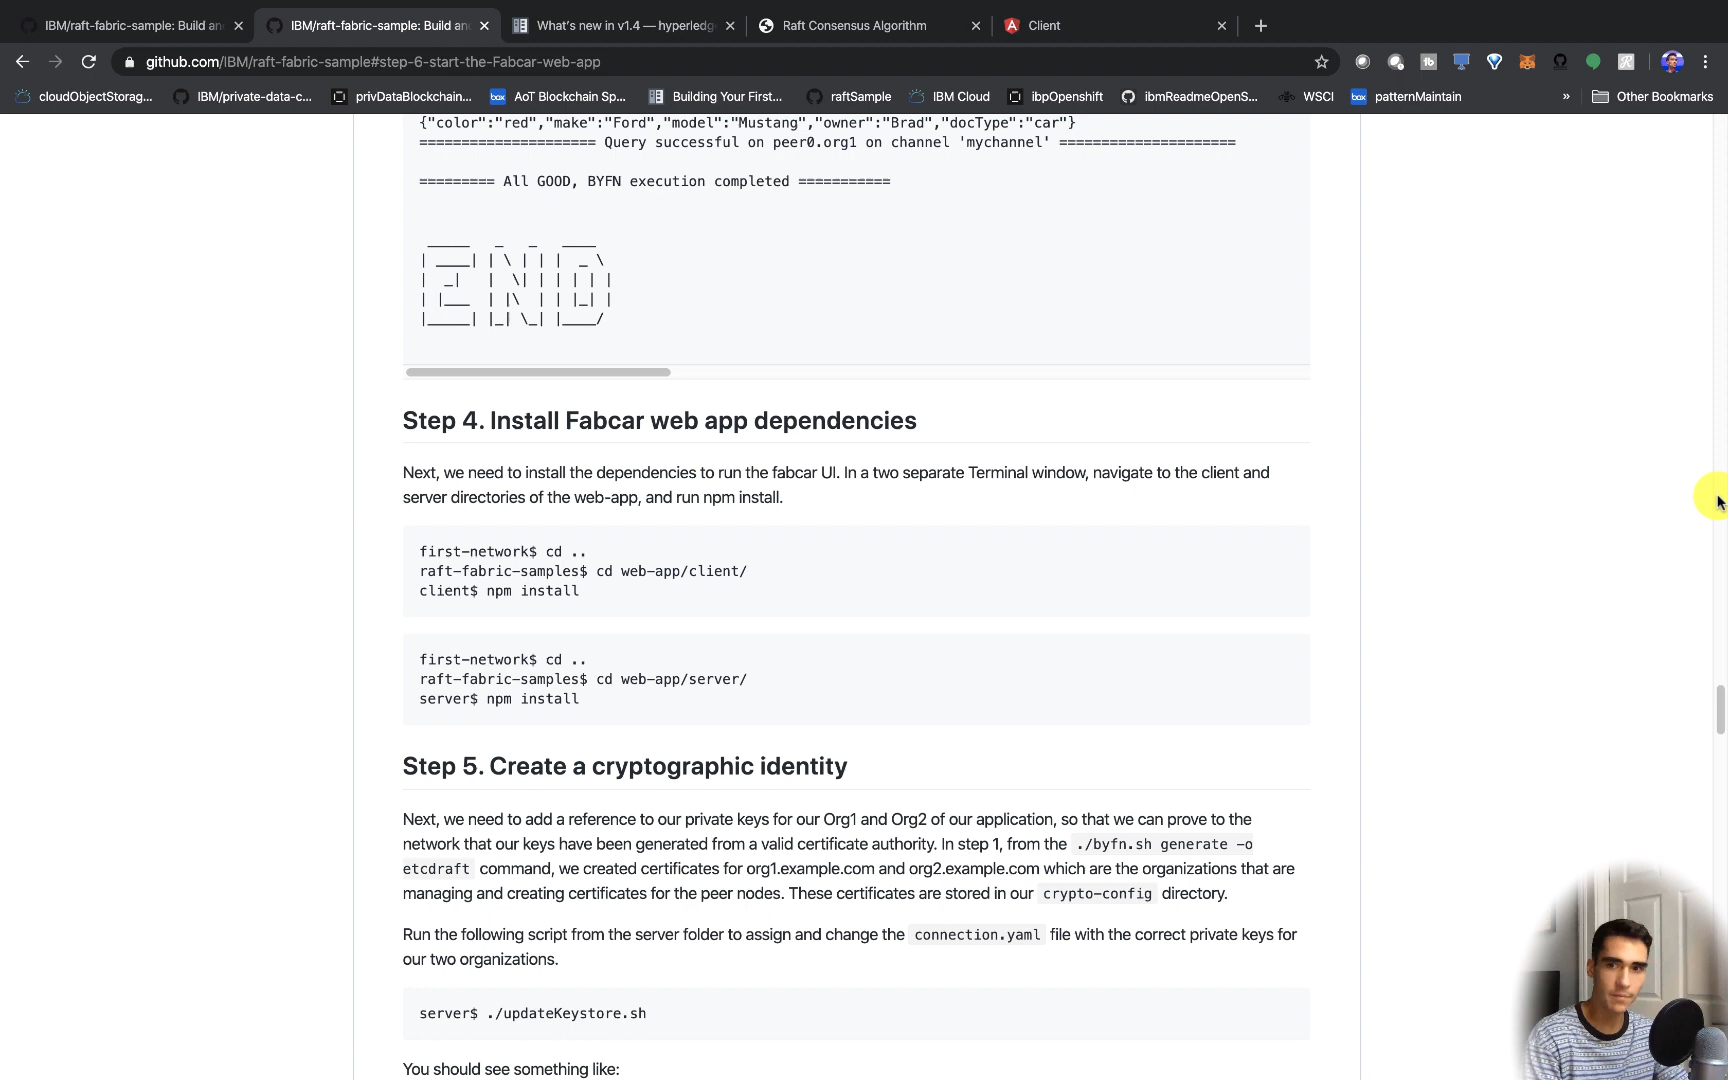 IBM/raft-fabric-sample: Build an
IBM/raft-fabric-sample: Build an
What's new in v1.4 — hyperledg
Raft Consensus Algorithm
Client
github.com/IBM/raft-fabric-sample#step-6-start-the-Fabcar-web-app
cloudObjectStorag...
IBM/private-data-c...
privDataBlockchain...
AoT Blockchain Sp...
Building Your First...
raftSample
IBM Cloud
ibpOpenshift
ibmReadmeOpenS...
WSCI
patternMaintain
» Other Bookmarks
{"color":"red","make":"Ford","model":"Mustang","owner":"Brad","docType":"car"}
===================== Query successful on peer0.org1 on channel 'mychannel' =====================
========= All GOOD, BYFN execution completed ===========
END
Step 4. Install Fabcar web app dependencies
Next, we need to install the dependencies to run the fabcar UI. In a two separate Terminal window, navigate to the client and
server directories of the web-app, and run npm install.
first-network$ cd ..
raft-fabric-samples$ cd web-app/client/
client$ npm install
first-network$ cd ..
raft-fabric-samples$ cd web-app/server/
server$ npm install
Step 5. Create a cryptographic identity
Next, we need to add a reference to our private keys for our Org1 and Org2 of our application, so that we can prove to the
network that our keys have been generated from a valid certificate authority. In step 1, from the ./byfn.sh generate -o
etcdraft command, we created certificates for org1.example.com and org2.example.com which are the organizations that are
managing and creating certificates for the peer nodes. These certificates are stored in our crypto-config directory.
Run the following script from the server folder to assign and change the connection.yaml file with the correct private keys for
our two organizations.
server$ ./updateKeystore.sh
You should see something like: